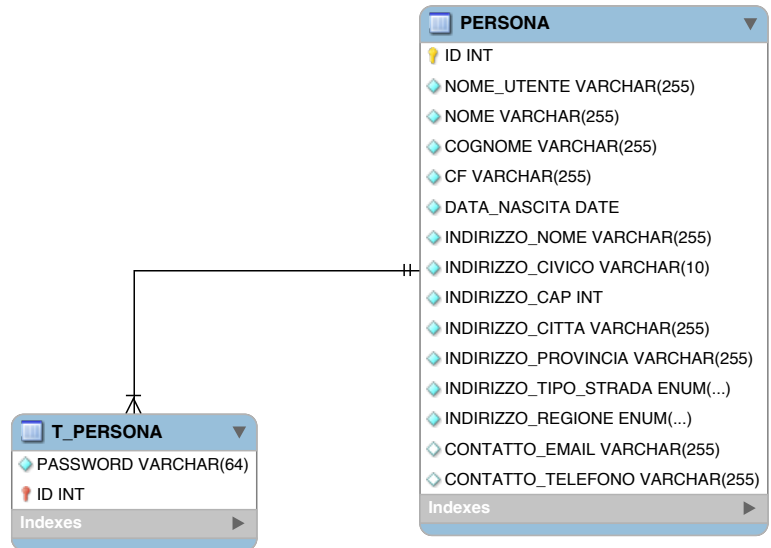 PERSONA
ID INT
NOME_UTENTE VARCHAR(255)
NOME VARCHAR(255)
COGNOME VARCHAR(255)
CF VARCHAR(255)
DATA_NASCITA DATE
INDIRIZZO_NOME VARCHAR(255)
INDIRIZZO_CIVICO VARCHAR(10)
INDIRIZZO_CAP INT
INDIRIZZO_CITTA VARCHAR(255)
INDIRIZZO_PROVINCIA VARCHAR(255)
INDIRIZZO_TIPO_STRADA ENUM(...)
INDIRIZZO_REGIONE ENUM(...)
CONTATTO_EMAIL VARCHAR(255)
CONTATTO_TELEFONO VARCHAR(255)
Indexes
T_PERSONA
PASSWORD VARCHAR(64)
ID INT
Indexes